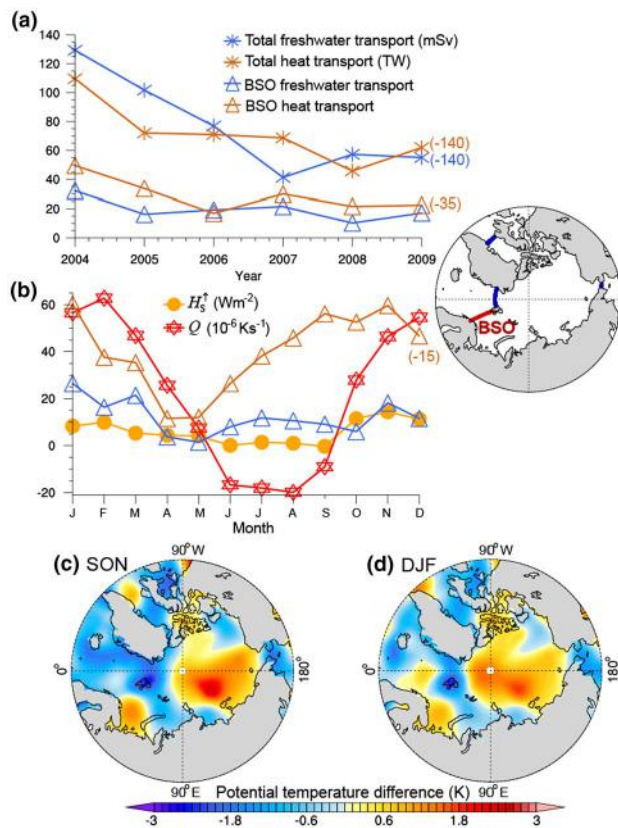 (a)
140
120
100
80
60
40
20
0
Total freshwater transport (mSv)
Total heat transport (TW)
BSO freshwater transport
BSO heat transport
(-140)
(-140)
(-35)
2004 2005 2006 2007 2008 2009
Year
BSO
(b)
60
40
20
0
-20
H_S^↑ (Wm⁻²)
Q (10⁻⁶Ks⁻¹)
(-15)
J F M A M J J A S O N D
Month
(c) SON
90°W
(d) DJF
90°W
0°
180°
0°
180°
90°E
90°E
Potential temperature difference (K)
-3 -1.8 -0.6 0.6 1.8 3